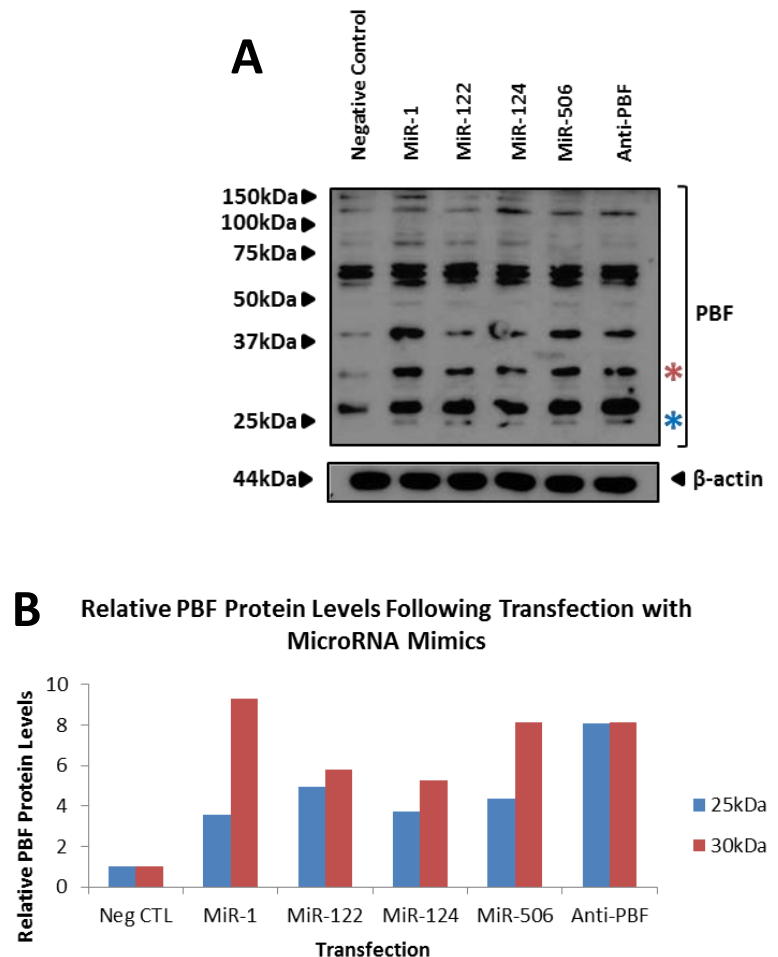 A
Negative Control
MiR-1
MiR-122
MiR-124
MiR-506
Anti-PBF
150kDa
100kDa
75kDa
50kDa
37kDa
25kDa
PBF
*
*
44kDa
β-actin
B
Relative PBF Protein Levels Following Transfection with
MicroRNA Mimics
Relative PBF Protein Levels
10
8
6
4
2
0
Neg CTL
MiR-1
MiR-122
MiR-124
MiR-506
Anti-PBF
Transfection
25kDa
30kDa